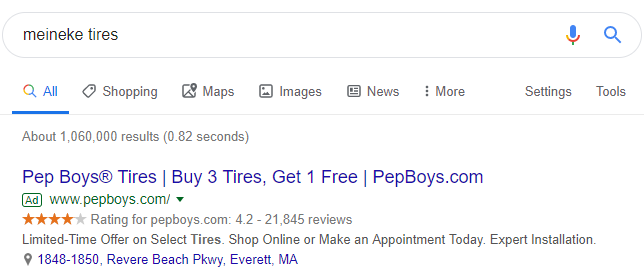 meineke tires
All Shopping Maps Images News More Settings Tools
About 1,060,000 results (0.82 seconds)
Pep Boys® Tires | Buy 3 Tires, Get 1 Free | PepBoys.com
Ad www.pepboys.com/
Rating for pepboys.com: 4.2 - 21,845 reviews
Limited-Time Offer on Select Tires. Shop Online or Make an Appointment Today. Expert Installation.
1848-1850, Revere Beach Pkwy, Everett, MA